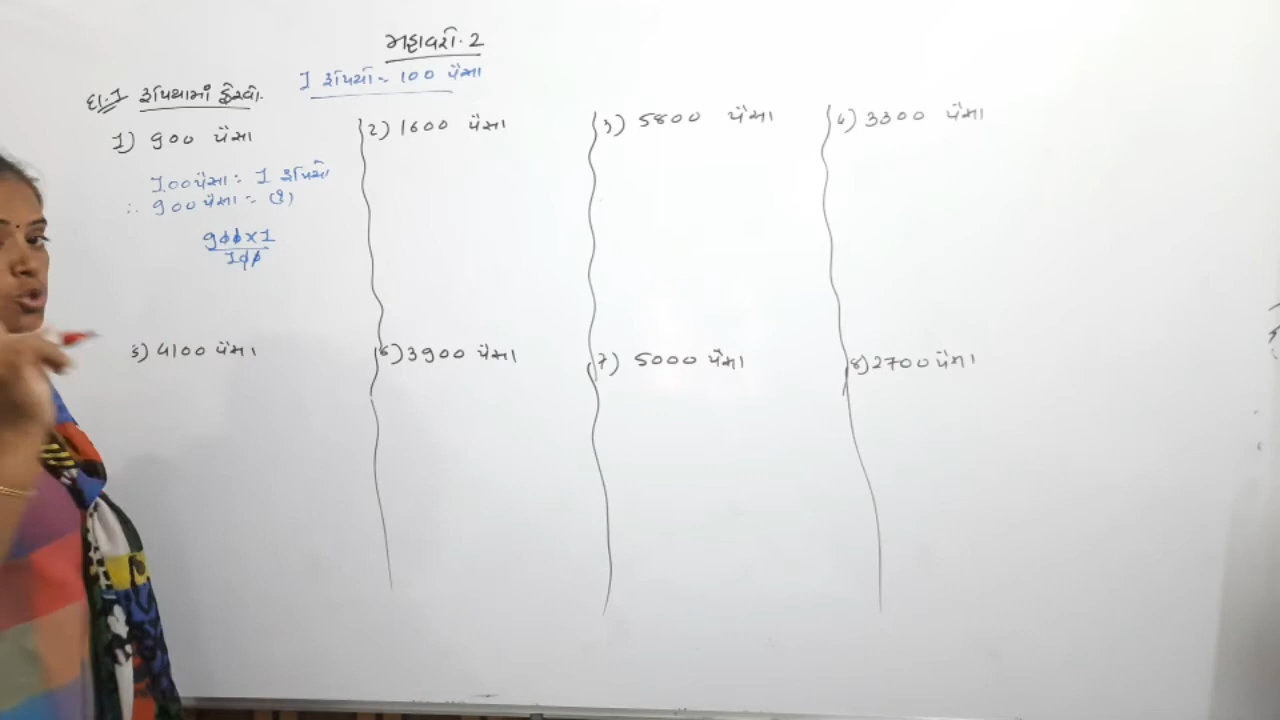 મહાવરો-2
1 રૂપિયો = 100 પૈસા
દા.1 રૂપિયામાં ફેરવો.
1) 900 પૈસા
100 પૈસા = 1 રૂપિયો
∴ 900 પૈસા = (?)
900 x 1
100
2) 1600 પૈસા
3) 5800 પૈસા
4) 3300 પૈસા
5) 4100 પૈસા
6) 3900 પૈસા
7) 5000 પૈસા
8) 2700 પૈસા